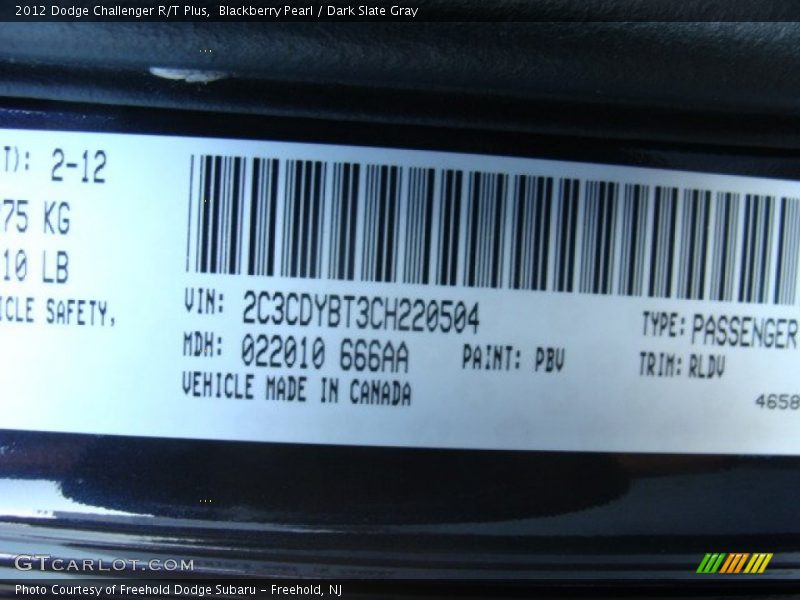 2012 Dodge Challenger R/T Plus,  Blackberry Pearl / Dark Slate Gray
T): 2-12
75 KG
10 LB
ICLE SAFETY,
VIN: 2C3CDYBT3CH220504
TYPE: PASSENGER
MDH: 022010 666AA
PAINT: PBV
TRIM: RLDV
VEHICLE MADE IN CANADA
4658
GTCARLOT.COM
Photo Courtesy of Freehold Dodge Subaru – Freehold, NJ